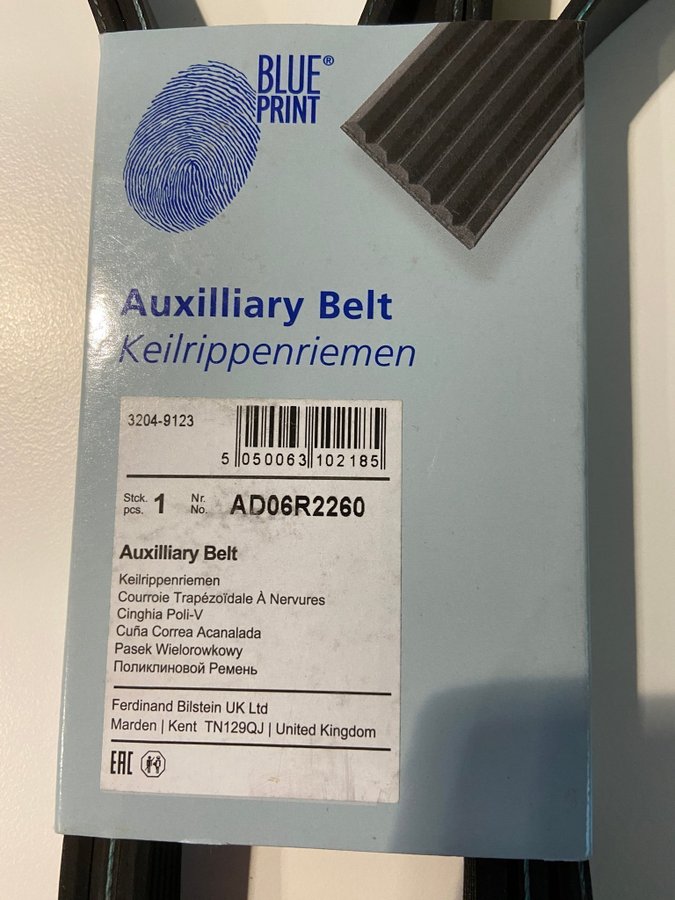 BLUE®
PRINT
Auxilliary Belt
Keilrippenriemen
3204-9123
5 050063 102185
Stck. 1 Nr. AD06R2260
pcs. No.
Auxilliary Belt
Keilrippenriemen
Courroie Trapézoïdale À Nervures
Cinghia Poli-V
Cuña Correa Acanalada
Pasek Wielorowkowy
Поликлиновой Ремень
Ferdinand Bilstein UK Ltd
Marden | Kent TN129QJ | United Kingdom
EAC